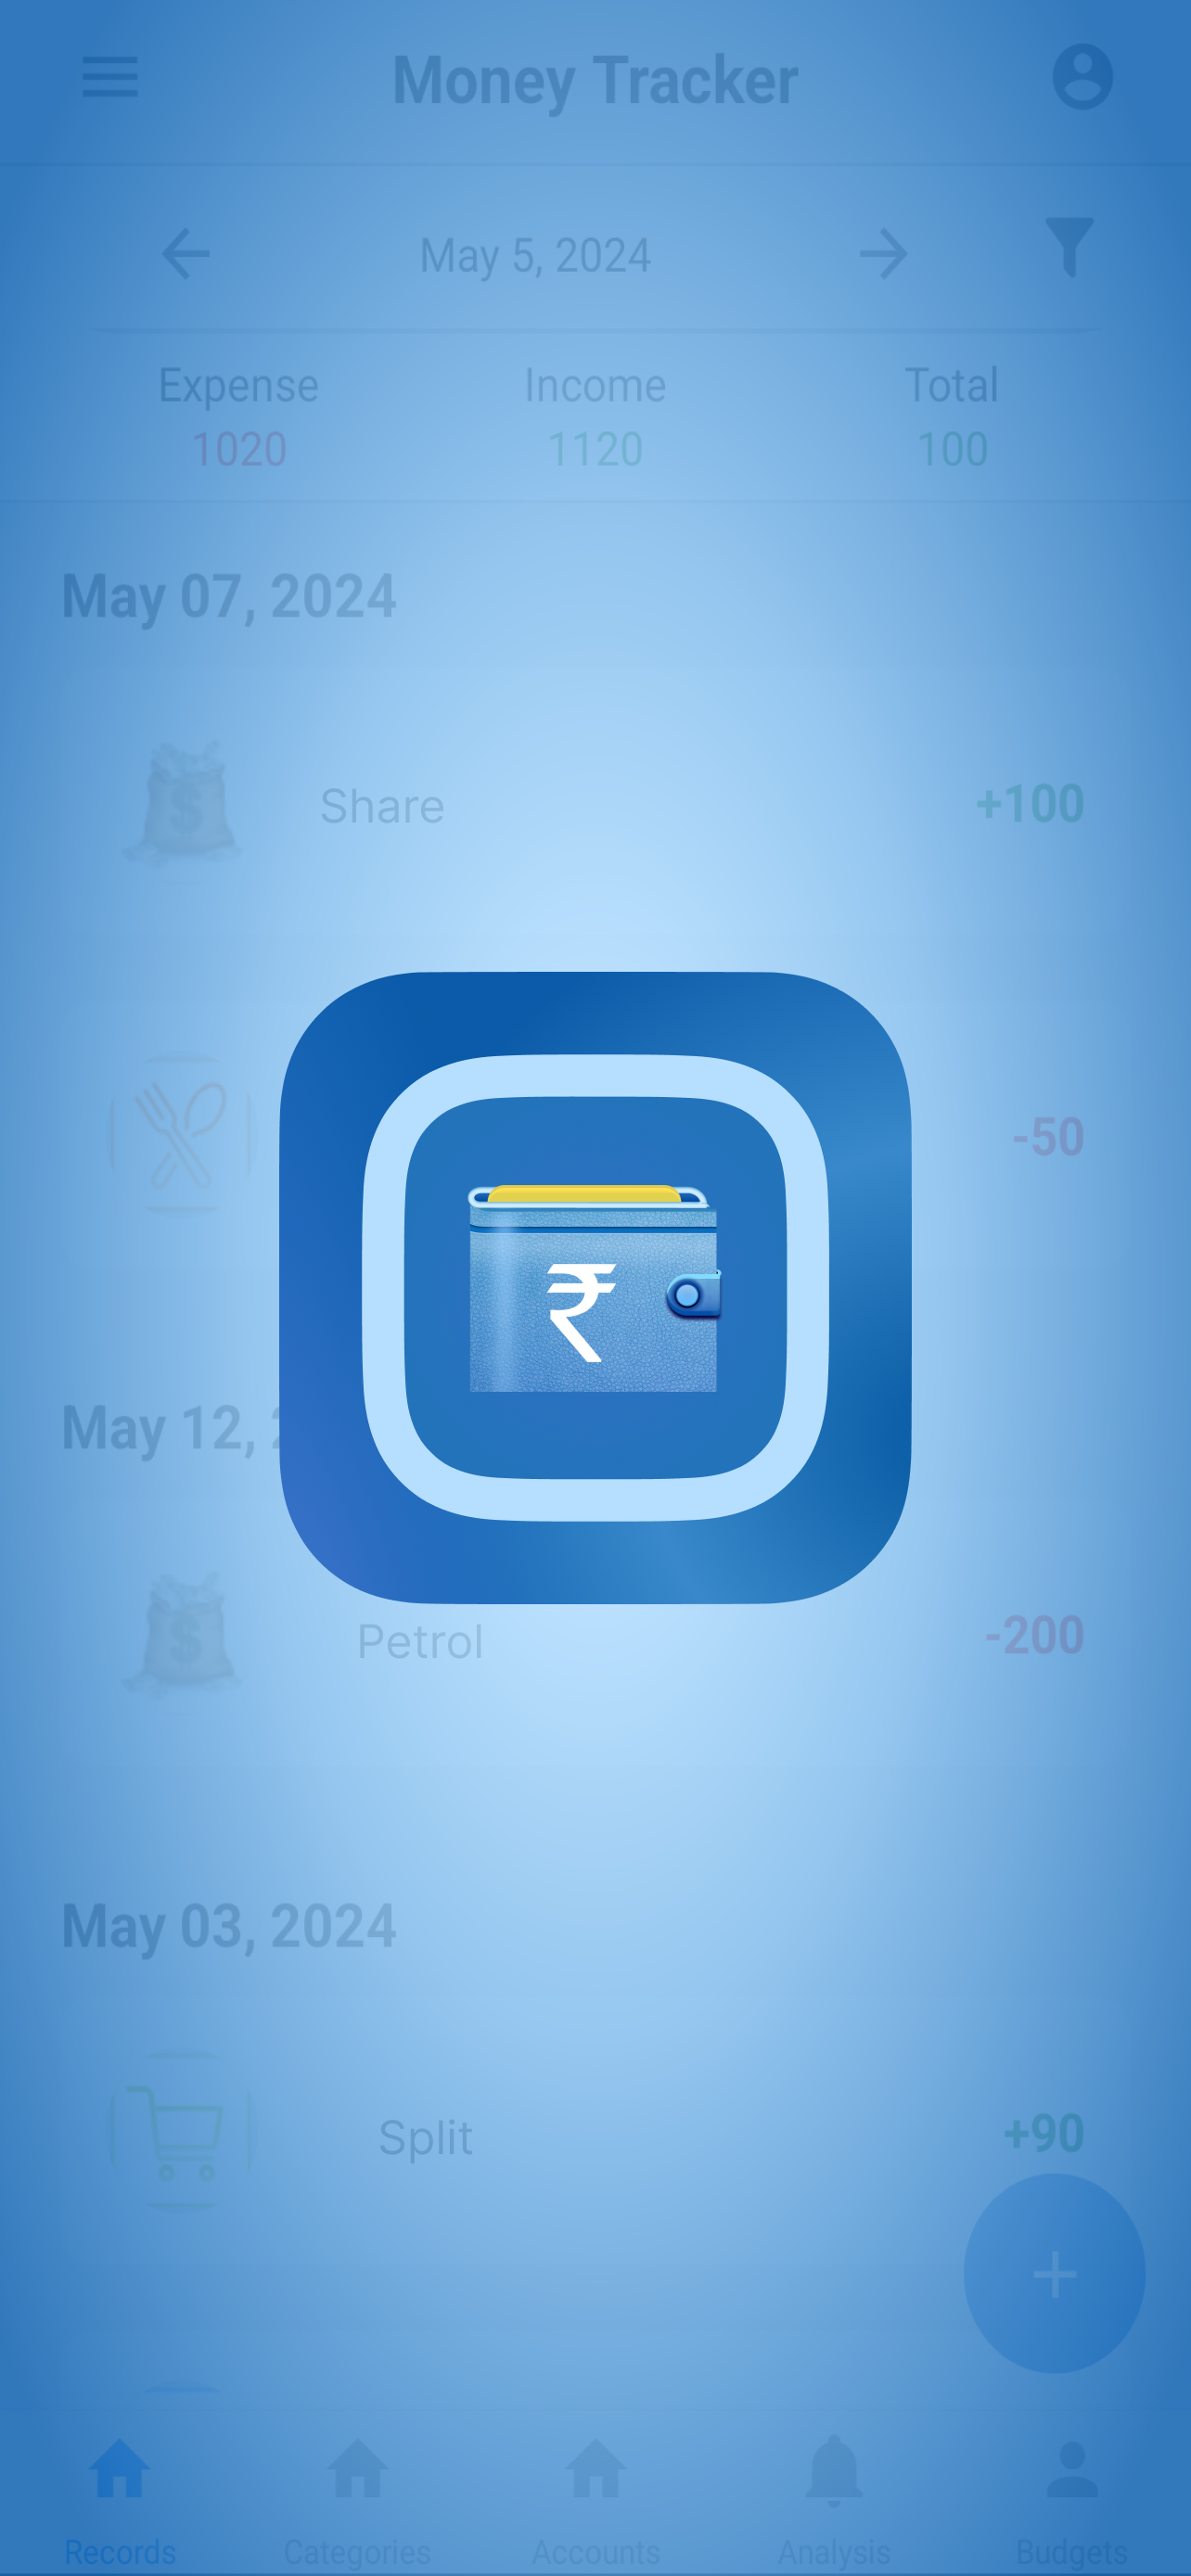 Money Tracker
May 5, 2024
Expense Income Total
1020 1120 100
May 07, 2024
$
Share +100
-50
₹
May 12, 2
$
Petrol -200
May 03, 2024
Split +90
+
Records Categories Accounts Analysis Budgets